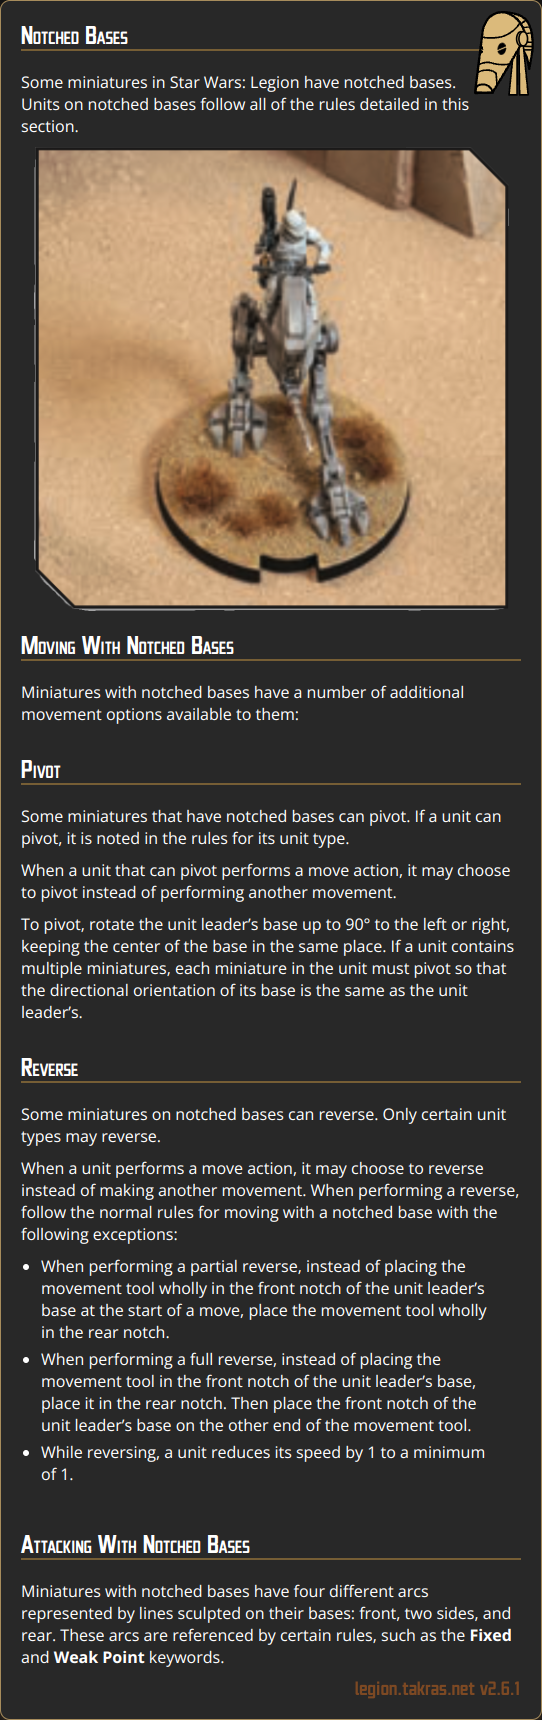 Notched Bases
Some miniatures in Star Wars: Legion have notched bases.
Units on notched bases follow all of the rules detailed in this
section.
Moving With Notched Bases
Miniatures with notched bases have a number of additional
movement options available to them:
Pivot
Some miniatures that have notched bases can pivot. If a unit can
pivot, it is noted in the rules for its unit type.
When a unit that can pivot performs a move action, it may choose
to pivot instead of performing another movement.
To pivot, rotate the unit leader’s base up to 90° to the left or right,
keeping the center of the base in the same place. If a unit contains
multiple miniatures, each miniature in the unit must pivot so that
the directional orientation of its base is the same as the unit
leader’s.
Reverse
Some miniatures on notched bases can reverse. Only certain unit
types may reverse.
When a unit performs a move action, it may choose to reverse
instead of making another movement. When performing a reverse,
follow the normal rules for moving with a notched base with the
following exceptions:
• When performing a partial reverse, instead of placing the
movement tool wholly in the front notch of the unit leader’s
base at the start of a move, place the movement tool wholly
in the rear notch.
• When performing a full reverse, instead of placing the
movement tool in the front notch of the unit leader’s base,
place it in the rear notch. Then place the front notch of the
unit leader’s base on the other end of the movement tool.
• While reversing, a unit reduces its speed by 1 to a minimum
of 1.
Attacking With Notched Bases
Miniatures with notched bases have four different arcs
represented by lines sculpted on their bases: front, two sides, and
rear. These arcs are referenced by certain rules, such as the Fixed
and Weak Point keywords.
legion.takras.net v2.6.1